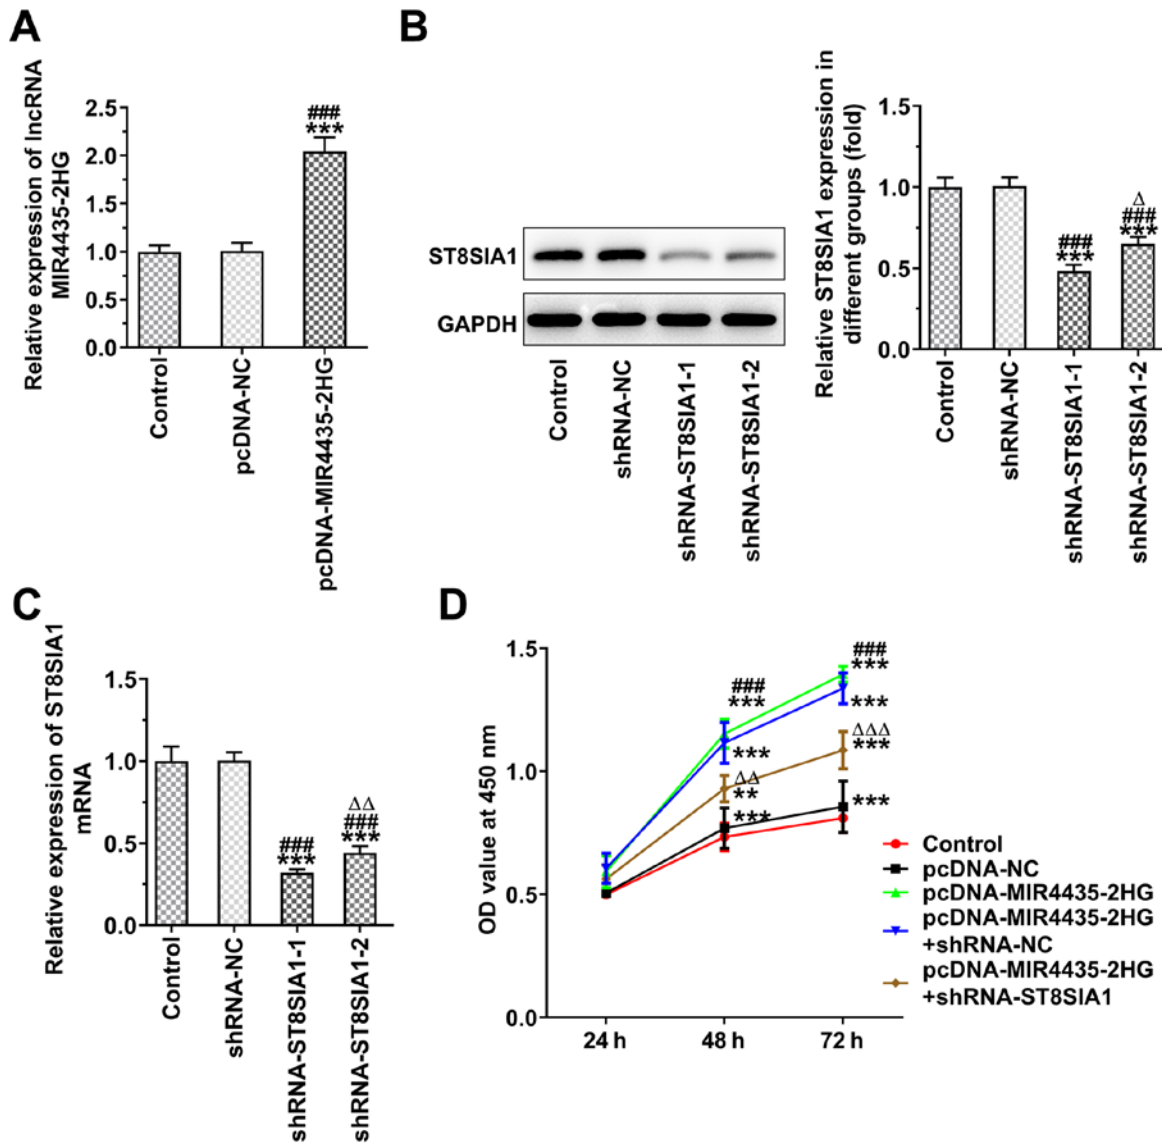 A
Relative expression of lncRNA
MIR4435-2HG
2.5
2.0
1.5
1.0
0.5
0.0
###
***
Control
pcDNA-NC
pcDNA-MIR4435-2HG
B
ST8SIA1
GAPDH
Control
shRNA-NC
shRNA-ST8SIA1-1
shRNA-ST8SIA1-2
Relative ST8SIA1 expression in
different groups (fold)
1.5
1.0
0.5
0.0
###
***
Δ
###
***
Control
shRNA-NC
shRNA-ST8SIA1-1
shRNA-ST8SIA1-2
C
Relative expression of ST8SIA1
mRNA
1.5
1.0
0.5
0.0
###
***
ΔΔ
###
***
Control
shRNA-NC
shRNA-ST8SIA1-1
shRNA-ST8SIA1-2
D
OD value at 450 nm
1.5
1.0
0.5
0.0
###
***
***
ΔΔ
**
***
###
***
***
ΔΔΔ
***
***
24 h
48 h
72 h
Control
pcDNA-NC
pcDNA-MIR4435-2HG
pcDNA-MIR4435-2HG
+shRNA-NC
pcDNA-MIR4435-2HG
+shRNA-ST8SIA1